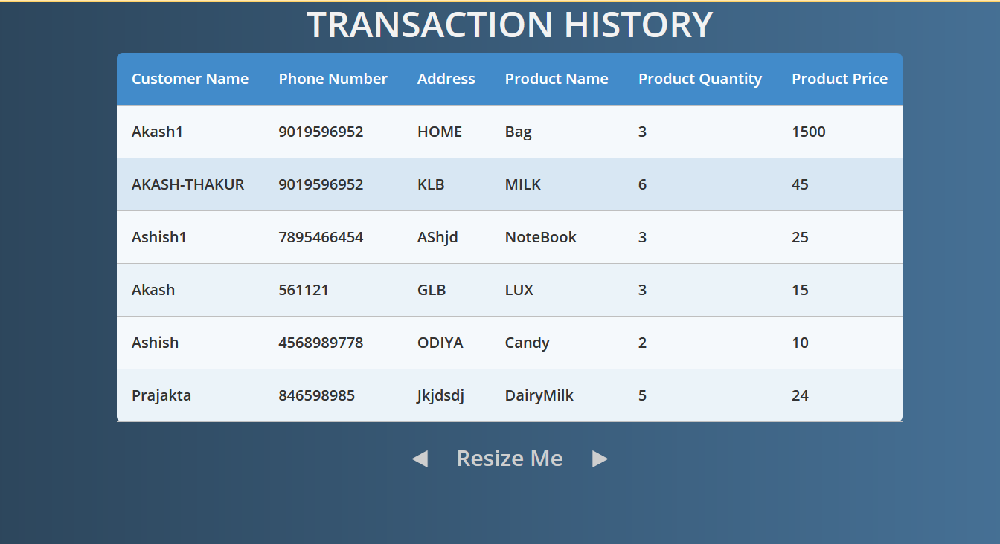 TRANSACTION HISTORY
Customer Name Phone Number Address Product Name Product Quantity Product Price
Akash1 9019596952 HOME Bag 3 1500
AKASH-THAKUR 9019596952 KLB MILK 6 45
Ashish1 7895466454 AShjd NoteBook 3 25
Akash 561121 GLB LUX 3 15
Ashish 4568989778 ODIYA Candy 2 10
Prajakta 846598985 Jkjdsdj DairyMilk 5 24
Resize Me